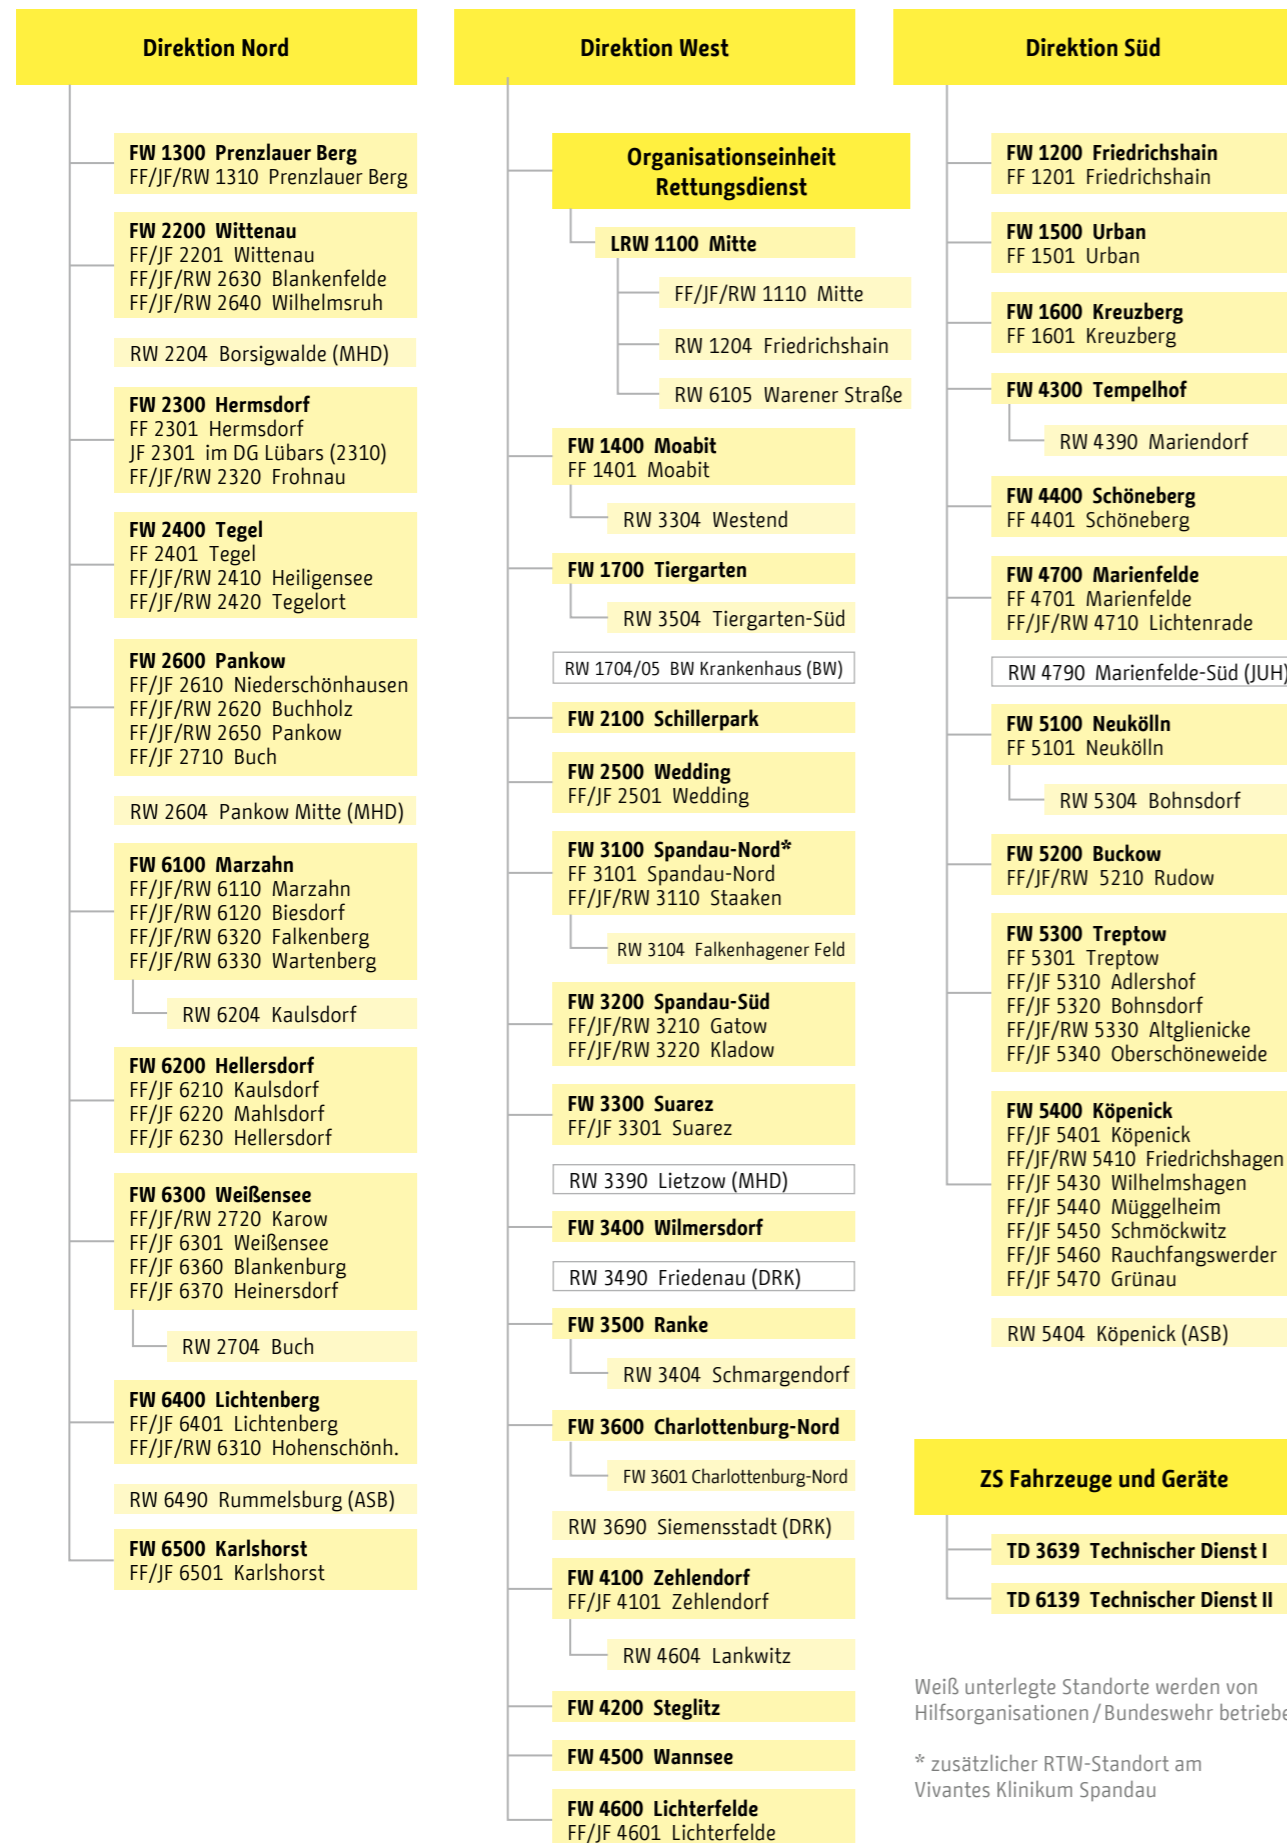 Direktion Nord
FW 1300 Prenzlauer Berg
FF/JF/RW 1310 Prenzlauer Berg
FW 2200 Wittenau
FF/JF 2201 Wittenau
FF/JF/RW 2630 Blankenfelde
FF/JF/RW 2640 Wilhelmsruh
RW 2204 Borsigwalde (MHD)
FW 2300 Hermsdorf
FF 2301 Hermsdorf
JF 2301 im DG Lübars (2310)
FF/JF/RW 2320 Frohnau
FW 2400 Tegel
FF 2401 Tegel
FF/JF/RW 2410 Heiligensee
FF/JF/RW 2420 Tegelort
FW 2600 Pankow
FF/JF 2610 Niederschönhausen
FF/JF/RW 2620 Buchholz
FF/JF/RW 2650 Pankow
FF/JF 2710 Buch
RW 2604 Pankow Mitte (MHD)
FW 6100 Marzahn
FF/JF/RW 6110 Marzahn
FF/JF/RW 6120 Biesdorf
FF/JF/RW 6320 Falkenberg
FF/JF/RW 6330 Wartenberg
RW 6204 Kaulsdorf
FW 6200 Hellersdorf
FF/JF 6210 Kaulsdorf
FF/JF 6220 Mahlsdorf
FF/JF 6230 Hellersdorf
FW 6300 Weißensee
FF/JF/RW 2720 Karow
FF/JF 6301 Weißensee
FF/JF 6360 Blankenburg
FF/JF 6370 Heinersdorf
RW 2704 Buch
FW 6400 Lichtenberg
FF/JF 6401 Lichtenberg
FF/JF/RW 6310 Hohenschönh.
RW 6490 Rummelsburg (ASB)
FW 6500 Karlshorst
FF/JF 6501 Karlshorst
Direktion West
Organisationseinheit
Rettungsdienst
LRW 1100 Mitte
FF/JF/RW 1110 Mitte
RW 1204 Friedrichshain
RW 6105 Warener Straße
FW 1400 Moabit
FF 1401 Moabit
RW 3304 Westend
FW 1700 Tiergarten
RW 3504 Tiergarten-Süd
RW 1704/05 BW Krankenhaus (BW)
FW 2100 Schillerpark
FW 2500 Wedding
FF/JF 2501 Wedding
FW 3100 Spandau-Nord*
FF 3101 Spandau-Nord
FF/JF/RW 3110 Staaken
RW 3104 Falkenhagener Feld
FW 3200 Spandau-Süd
FF/JF/RW 3210 Gatow
FF/JF/RW 3220 Kladow
FW 3300 Suarez
FF/JF 3301 Suarez
RW 3390 Lietzow (MHD)
FW 3400 Wilmersdorf
RW 3490 Friedenau (DRK)
FW 3500 Ranke
RW 3404 Schmargendorf
FW 3600 Charlottenburg-Nord
FW 3601 Charlottenburg-Nord
RW 3690 Siemensstadt (DRK)
FW 4100 Zehlendorf
FF/JF 4101 Zehlendorf
RW 4604 Lankwitz
FW 4200 Steglitz
FW 4500 Wannsee
FW 4600 Lichterfelde
FF/JF 4601 Lichterfelde
Direktion Süd
FW 1200 Friedrichshain
FF 1201 Friedrichshain
FW 1500 Urban
FF 1501 Urban
FW 1600 Kreuzberg
FF 1601 Kreuzberg
FW 4300 Tempelhof
RW 4390 Mariendorf
FW 4400 Schöneberg
FF 4401 Schöneberg
FW 4700 Marienfelde
FF 4701 Marienfelde
FF/JF/RW 4710 Lichtenrade
RW 4790 Marienfelde-Süd (JUH)
FW 5100 Neukölln
FF 5101 Neukölln
RW 5304 Bohnsdorf
FW 5200 Buckow
FF/JF/RW 5210 Rudow
FW 5300 Treptow
FF 5301 Treptow
FF/JF 5310 Adlershof
FF/JF 5320 Bohnsdorf
FF/JF/RW 5330 Altglienicke
FF/JF 5340 Oberschöneweide
FW 5400 Köpenick
FF/JF 5401 Köpenick
FF/JF/RW 5410 Friedrichshagen
FF/JF 5430 Wilhelmshagen
FF/JF 5440 Müggelheim
FF/JF 5450 Schmöckwitz
FF/JF 5460 Rauchfangswerder
FF/JF 5470 Grünau
RW 5404 Köpenick (ASB)
ZS Fahrzeuge und Geräte
TD 3639 Technischer Dienst I
TD 6139 Technischer Dienst II
Weiß unterlegte Standorte werden von
Hilfsorganisationen / Bundeswehr betriebe
* zusätzlicher RTW-Standort am
Vivantes Klinikum Spandau